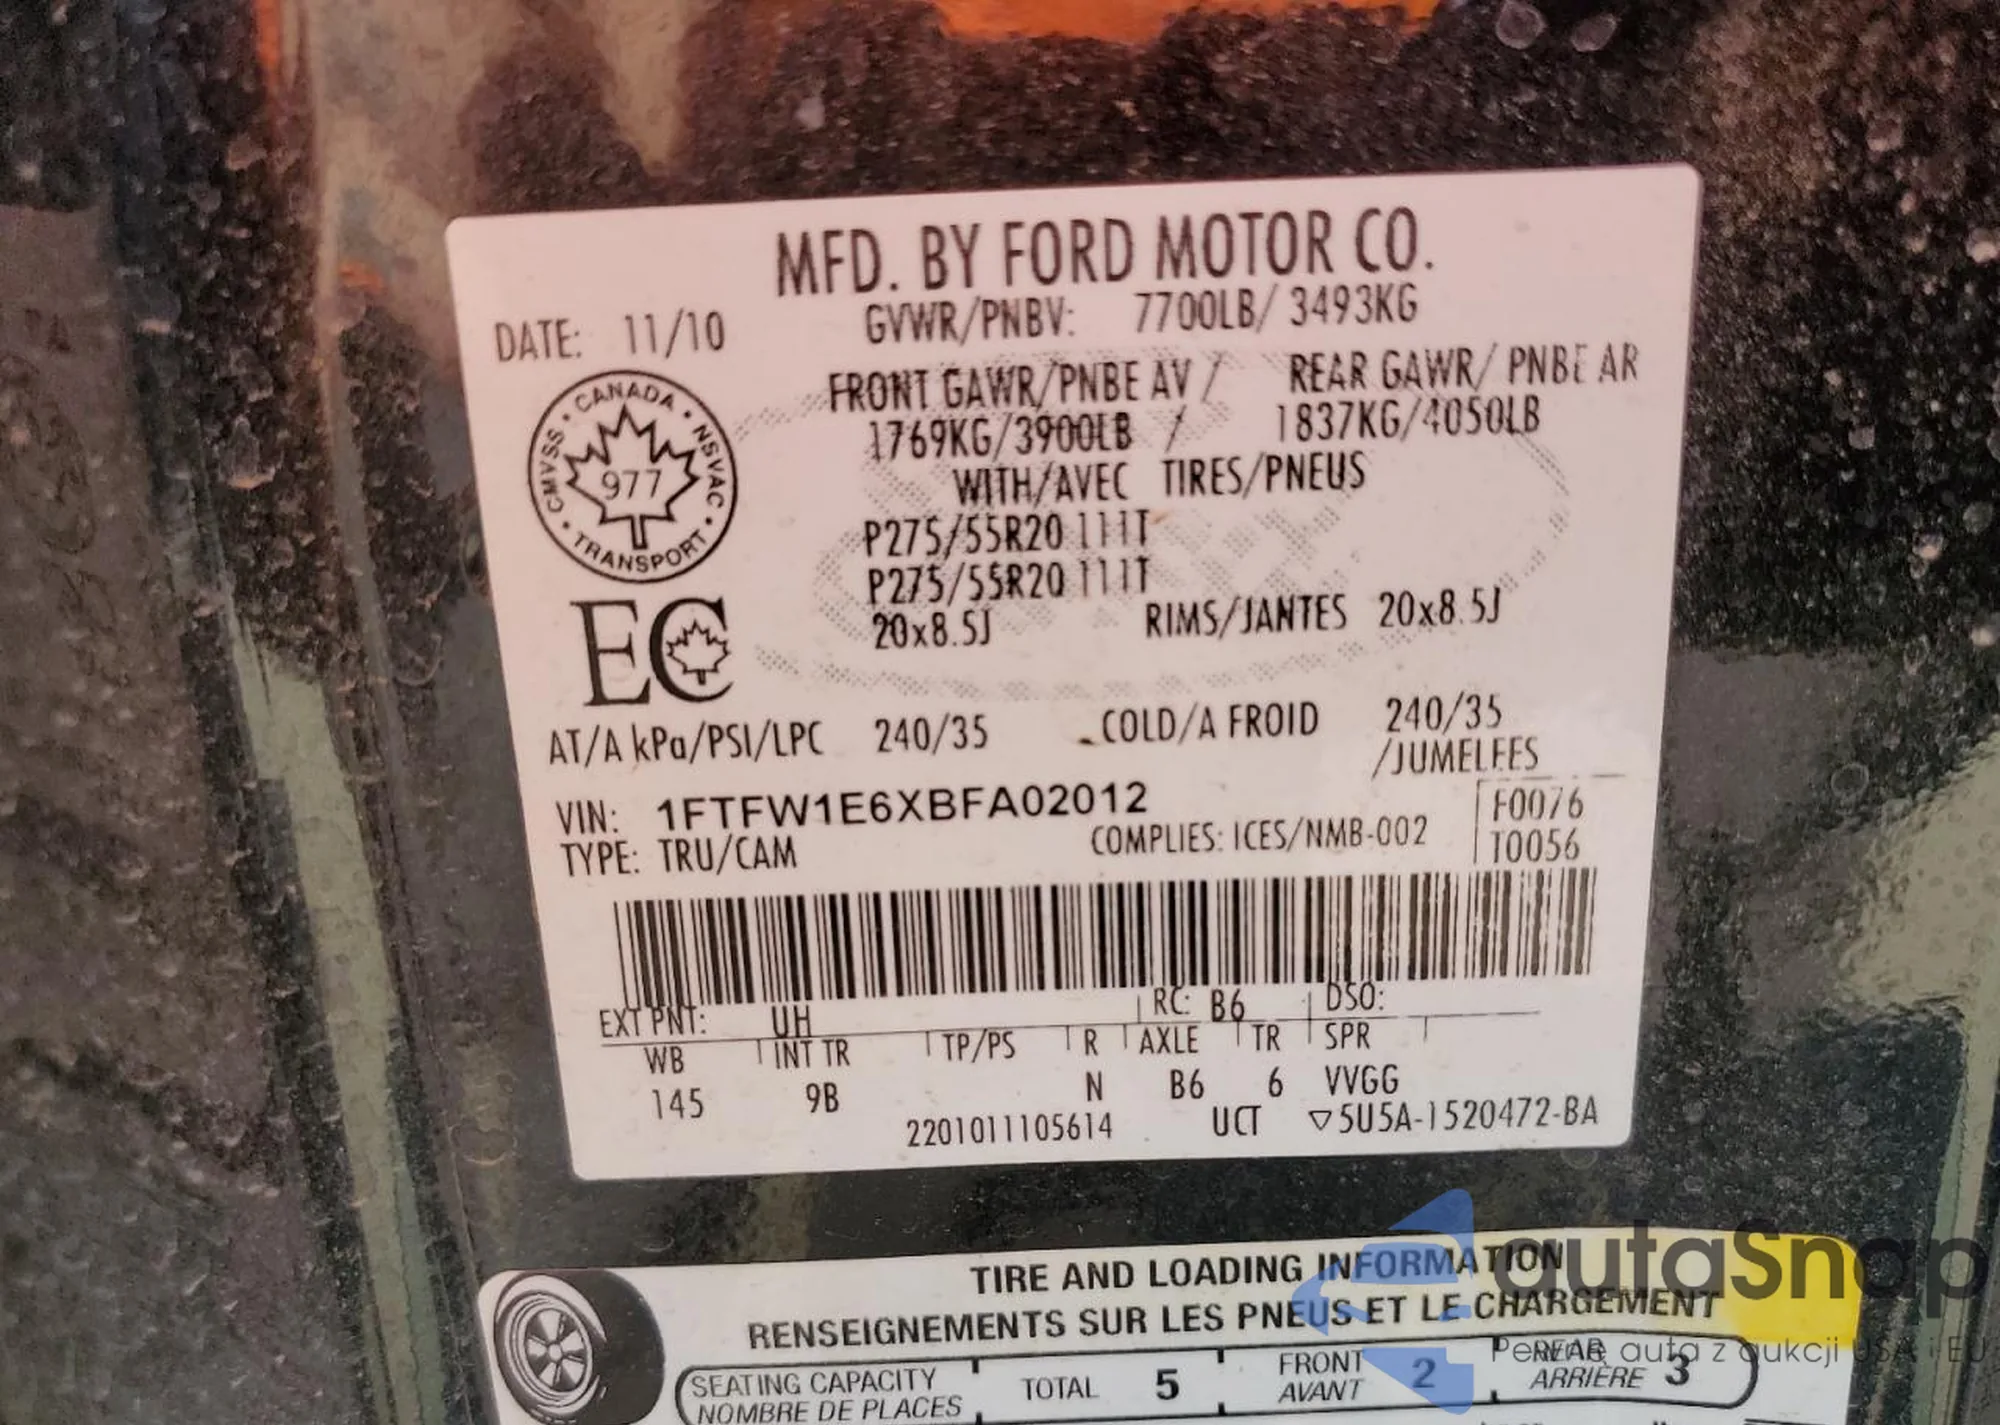 MFD. BY FORD MOTOR CO.
DATE: 11/10
GVWR/PNBV: 7700LB/ 3493KG
FRONT GAWR/PNBE AV / REAR GAWR/ PNBE AR
1769KG/3900LB / 1837KG/4050LB
WITH/AVEC TIRES/PNEUS
P275/55R20 111T
P275/55R20 111T
20x8.5J RIMS/JANTES 20x8.5J
CANADA • NSVAC • TRANSPORT • CMVSS •
977
EC
AT/A kPa/PSI/LPC 240/35 COLD/A FROID 240/35
/JUMELEES
VIN: 1FTFW1E6XBFA02012
F0076
TYPE: TRU/CAM COMPLIES: ICES/NMB-002
T0056
EXT PNT: UH RC: B6 DSO:
WB INT TR TP/PS R AXLE TR SPR
145 9B N B6 6 VVGG
2201011105614 UCT ▽5U5A-1520472-BA
TIRE AND LOADING INFORMATION
RENSEIGNEMENTS SUR LES PNEUS ET LE CHARGEMENT
SEATING CAPACITY
NOMBRE DE PLACES
TOTAL 5
FRONT
AVANT 2
REAR
ARRIÈRE 3
autaSnap
Pewne auta z aukcji USA i EU